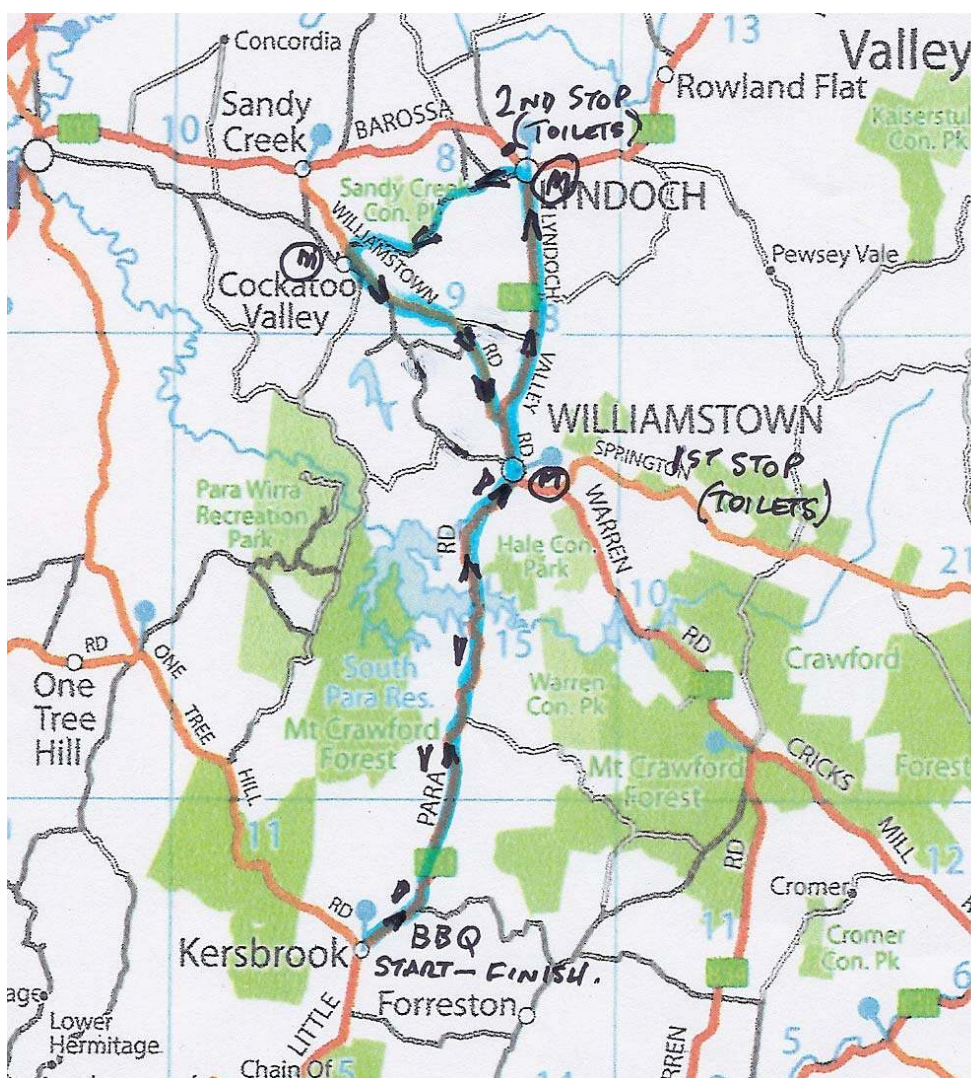 Concordia
13
Valley
Rowland Flat
Sandy
Creek
10
BAROSSA
2ND STOP
(TOILETS)
8
Kaiserstu
Con. Pk
Sandy Creek
Con. Pk
M
LYNDOCH
WILLIAMSTOWN
LYNDOCH
M
Cockatoo
Valley
9
Pewsey Vale
8
RD
VALLEY
WILLIAMSTOWN
RD
SPRINGTON
1ST STOP
(TOILETS)
M
Para Wirra
Recreation
Park
RD
WARREN
Hale Con.
Park
10
21
15
RD
RD
ONE
One
Tree
Hill
South
Para Res.
Warren
Con. Pk
Crawford
TREE
Mt Crawford
Forest
HILL
PARA
Mt Crawford
Forest
CRICKS
Forest
MILL
11
RD
12
Cromer
RD
11
Kersbrook
BBQ
START - FINISH.
Cromer
Con. Pk
Forreston
6
Lower
Hermitage
LITTLE
5
Chain Of
5